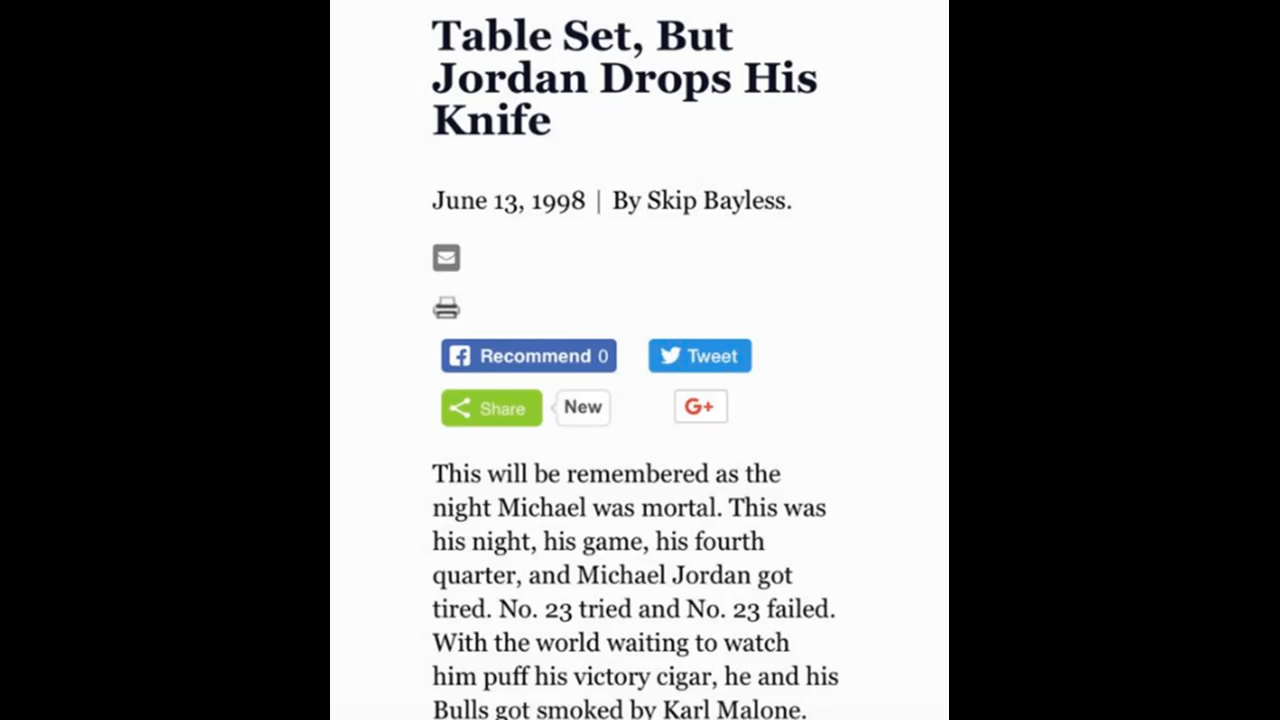 Table Set, But
Jordan Drops His
Knife
June 13, 1998 | By Skip Bayless.
Recommend 0
Tweet
Share
New
G+
This will be remembered as the
night Michael was mortal. This was
his night, his game, his fourth
quarter, and Michael Jordan got
tired. No. 23 tried and No. 23 failed.
With the world waiting to watch
him puff his victory cigar, he and his
Bulls got smoked by Karl Malone.